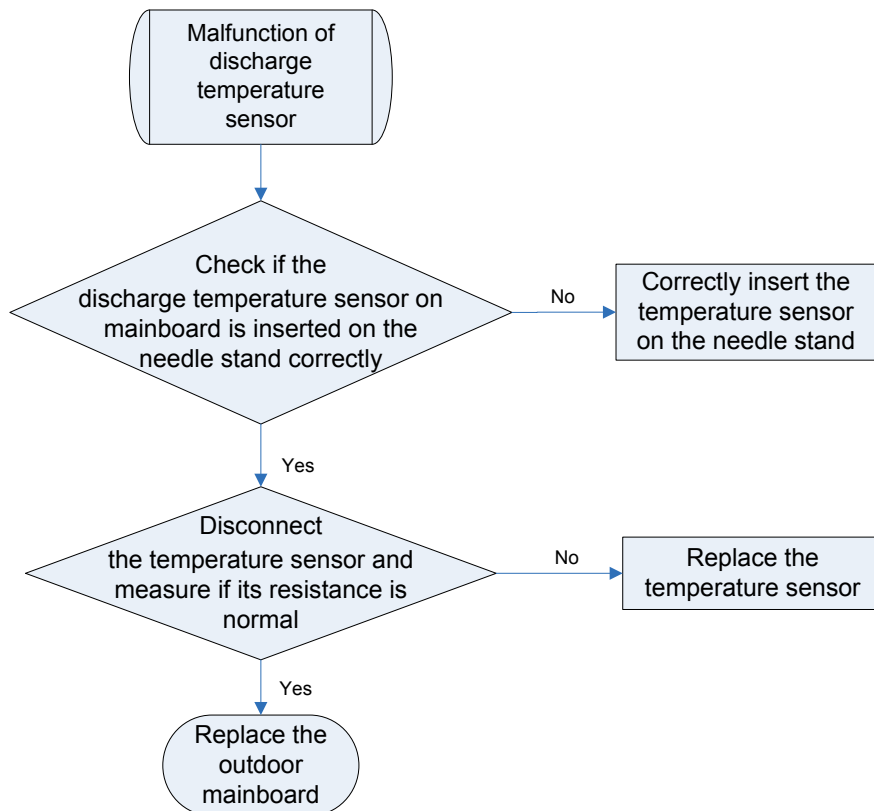 Malfunction of
discharge
temperature
sensor
Check if the
discharge temperature sensor on
mainboard is inserted on the
needle stand correctly
No
Correctly insert the
temperature sensor
on the needle stand
Yes
Disconnect
the temperature sensor and
measure if its resistance is
normal
No
Replace the
temperature sensor
Yes
Replace the
outdoor
mainboard